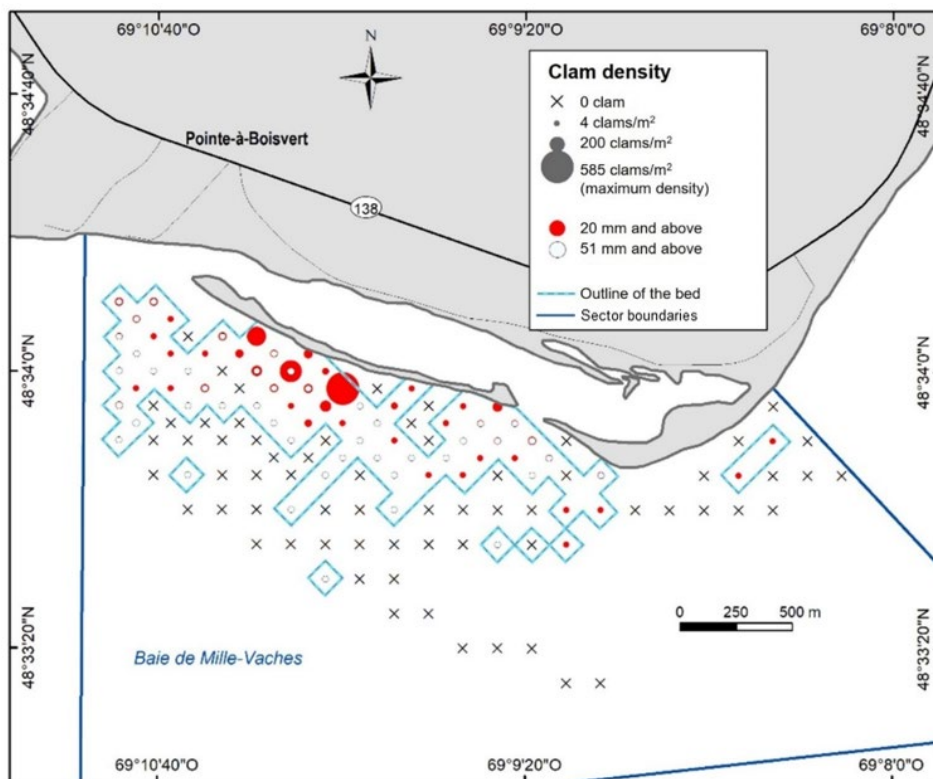 69°10'40"O
69°9'20"O
69°8'0"O
N
48°34'40"N
48°34'40"N
Clam density
0 clam
4 clams/m²
200 clams/m²
585 clams/m²
(maximum density)
20 mm and above
51 mm and above
Outline of the bed
Sector boundaries
Pointe-à-Boisvert
138
48°34'0"N
48°34'0"N
0 250 500 m
48°33'20"N
48°33'20"N
Baie de Mille-Vaches
69°10'40"O
69°9'20"O
69°8'0"O